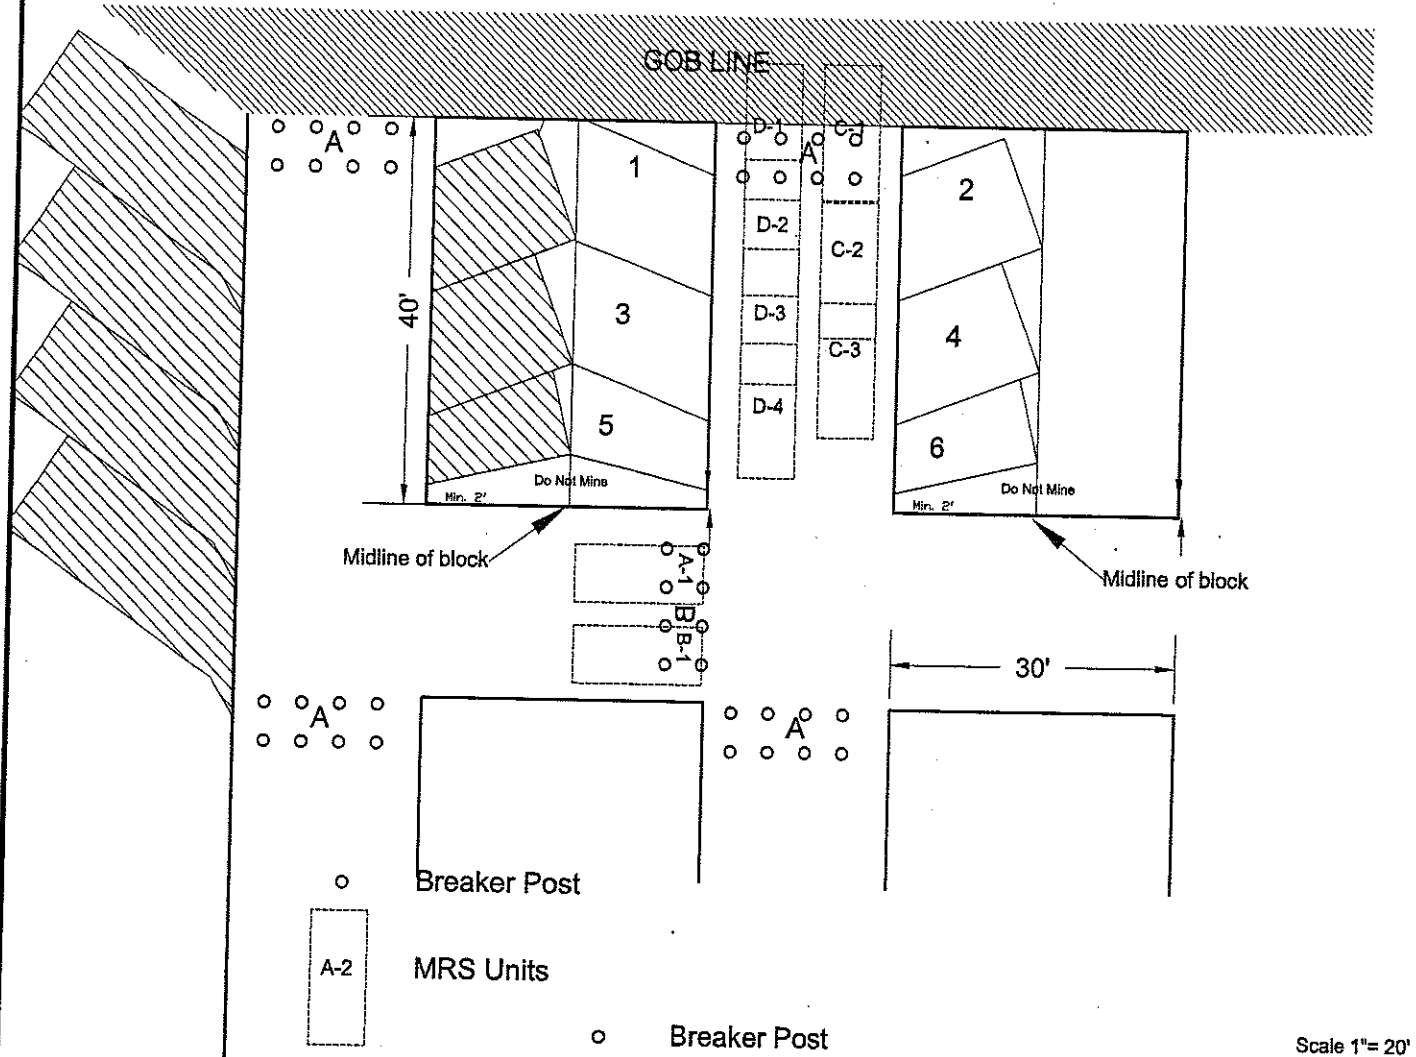 GOB LINE
A
D-1
A
C-1
1
2
D-2
C-2
40'
3
D-3
4
C-3
D-4
5
6
Do Not Mine
Min. 2'
Do Not Mine
Min. 2'
Midline of block
A-1
Midline of block
B
B-1
30'
A
A
Breaker Post
A-2
MRS Units
Breaker Post
Scale 1"= 20'